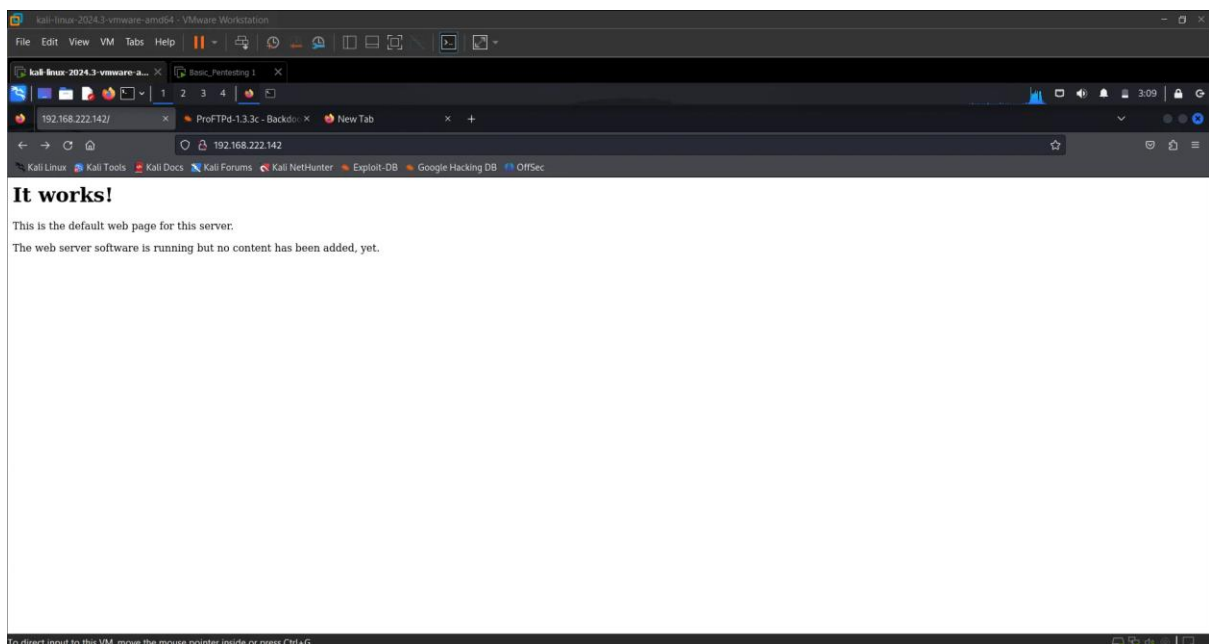 kali-linux-2024.3-vmware-amd64 - VMware Workstation
File Edit View VM Tabs Help
kali-linux-2024.3-vmware-a... Basic_Pentesting 1
1 2 3 4 3:09
192.168.222.142/ ProFTPd-1.3.3c - Backdo New Tab
192.168.222.142
Kali Linux Kali Tools Kali Docs Kali Forums Kali NetHunter Exploit-DB Google Hacking DB OffSec
It works!
This is the default web page for this server.
The web server software is running but no content has been added, yet.
To direct input to this VM, move the mouse pointer inside or press Ctrl+G.